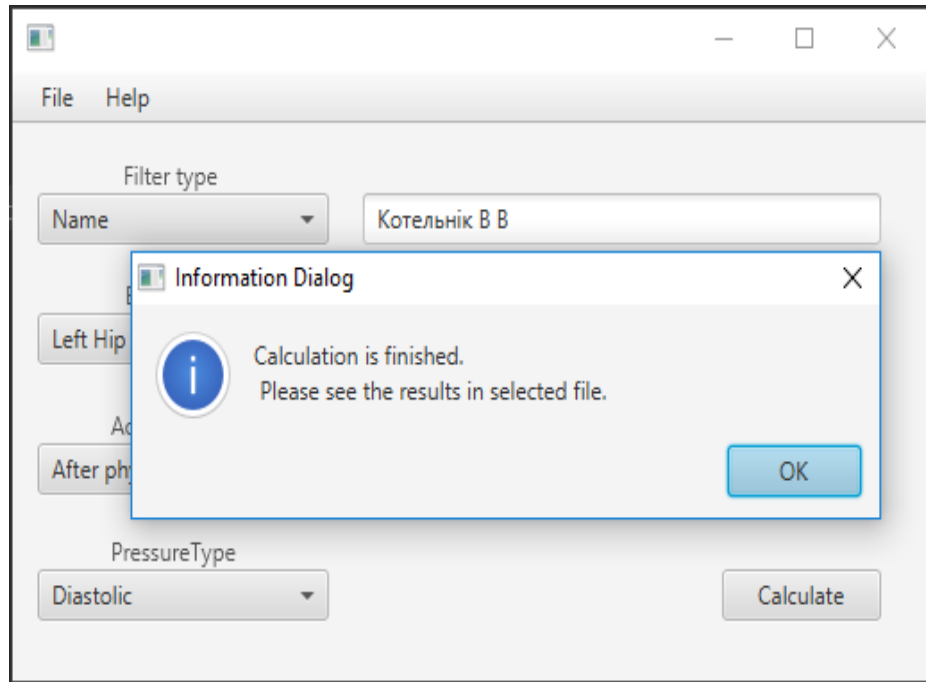 File Help
Filter type
Name
Котельнік В В
Information Dialog
Left Hip
Calculation is finished.
Please see the results in selected file.
After
OK
PressureType
Diastolic
Calculate